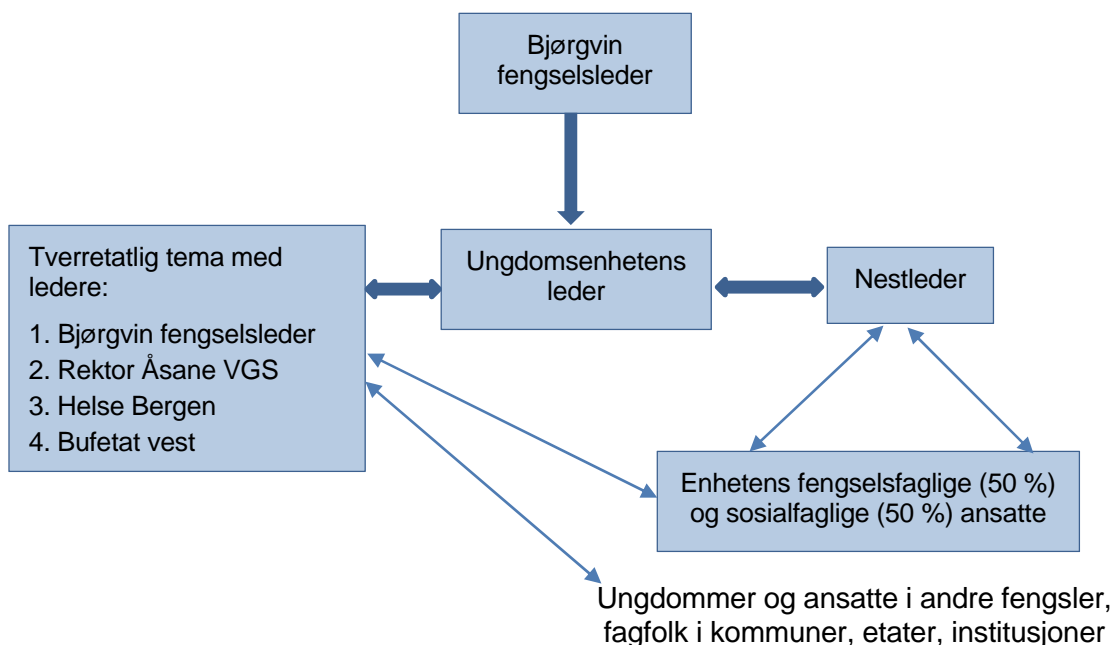 Bjørgvin
fengselsleder
Tverretatlig tema med
ledere:
1. Bjørgvin fengselsleder
2. Rektor Åsane VGS
3. Helse Bergen
4. Bufetat vest
Ungdomsenhetens
leder
Nestleder
Enhetens fengselsfaglige (50 %)
og sosialfaglige (50 %) ansatte
Ungdommer og ansatte i andre fengsler,
fagfolk i kommuner, etater, institusjoner